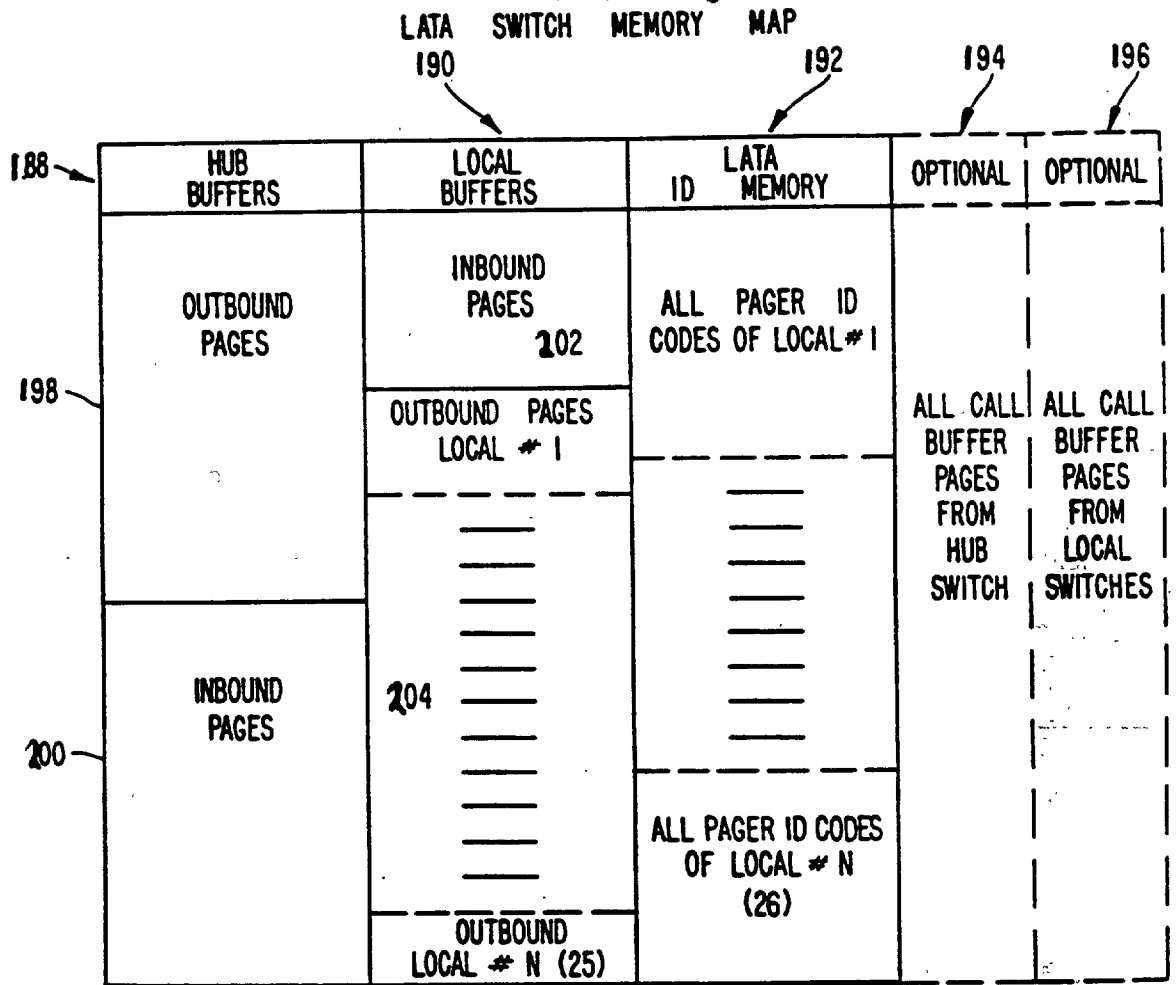 LATA SWITCH MEMORY MAP
190 192 194 196
188
HUB
BUFFERS
LOCAL
BUFFERS
LATA
ID MEMORY
OPTIONAL
OPTIONAL
OUTBOUND
PAGES
198
INBOUND
PAGES
200
INBOUND
PAGES
202
OUTBOUND PAGES
LOCAL # 1
204
OUTBOUND
LOCAL # N (25)
ALL PAGER ID
CODES OF LOCAL # 1
ALL PAGER ID CODES
OF LOCAL # N
(26)
ALL CALL
BUFFER
PAGES
FROM
HUB
SWITCH
ALL CALL
BUFFER
PAGES
FROM
LOCAL
SWITCHES